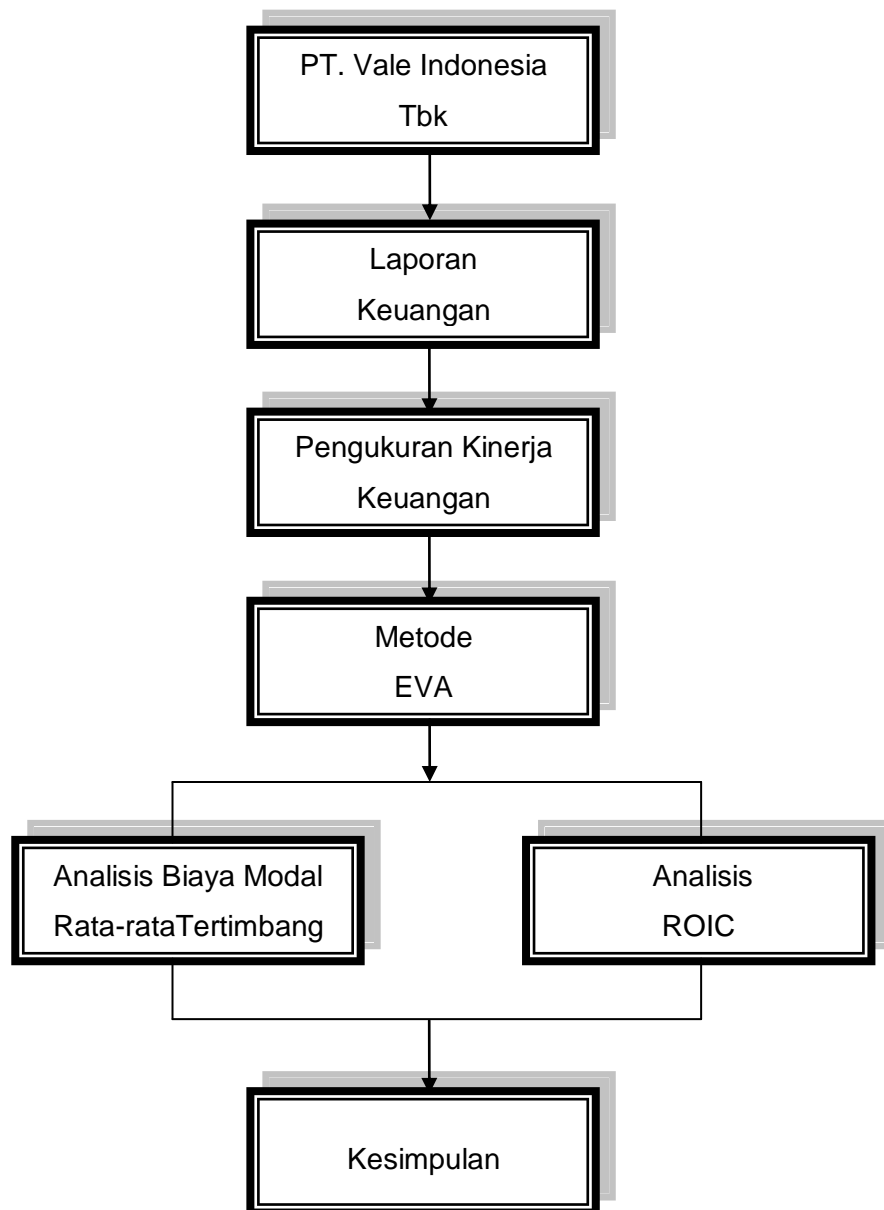 PT. Vale Indonesia
Tbk
Laporan
Keuangan
Pengukuran Kinerja
Keuangan
Metode
EVA
Analisis Biaya Modal
Rata-rataTertimbang
Analisis
ROIC
Kesimpulan